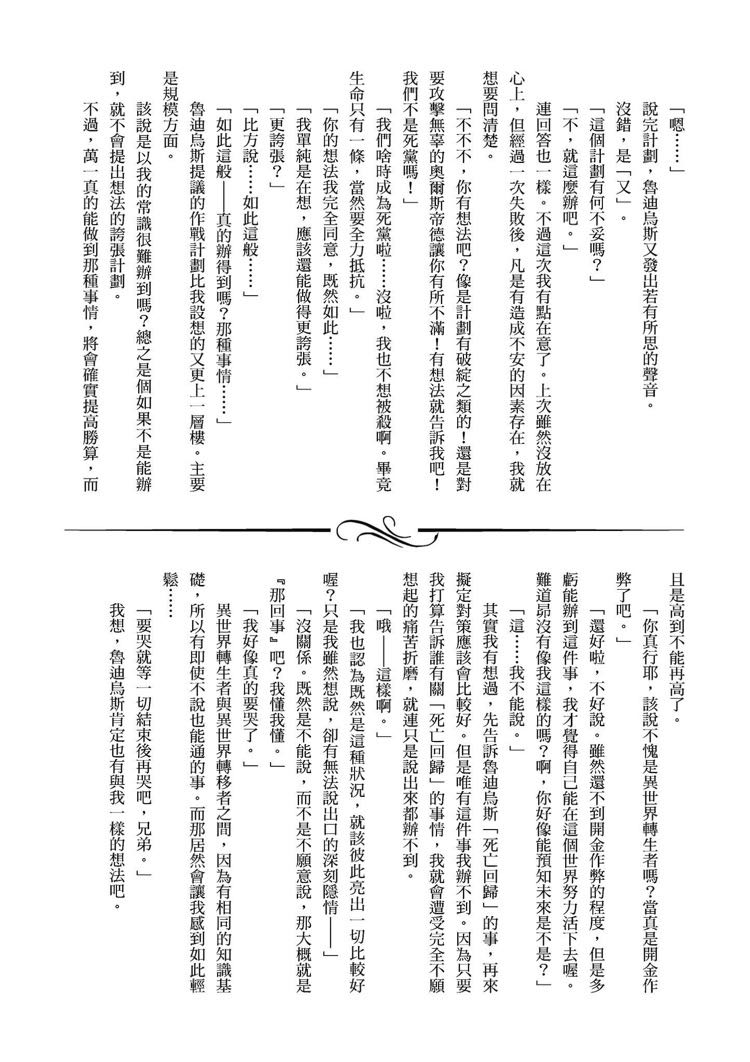 「嗯……」
說完計劃，魯迪烏斯又發出若有所思的聲音。
沒錯，是「又」。
「這個計劃有何不妥嗎？」
「不，就這麼辦吧。」
連回答也一樣。不過這次我有點在意了。上次雖然沒放在
心上，但經過一次失敗後，凡是有造成不安的因素存在，我就
想要問清楚。
「不不不，你有想法吧？像是計劃有破綻之類的！還是對
要攻擊無辜的奧爾斯帝德讓你有所不滿！有想法就告訴我吧！
我們不是死黨嗎！」
「我們啥時成為死黨啦……沒啦，我也不想被殺啊。畢竟
生命只有一條，當然要全力抵抗。」
「你的想法我完全同意，既然如此……」
「我單純是在想，應該還能做得更誇張。」
「更誇張？」
「比方說……如此這般……」
「如此這般——真的辦得到嗎？那種事情……」
魯迪烏斯提議的作戰計劃比我設想的又更上一層樓。主要
是規模方面。
該說是以我的常識很難辦到嗎？總之是個如果不是能辦
到，就不會提出想法的誇張計劃。
不過，萬一真的能做到那種事情，將會確實提高勝算，而
且是高到不能再高了。
「你真行耶，該說不愧是異世界轉生者嗎？當真是開金作
弊了吧。」
「還好啦，不好說。雖然還不到開金作弊的程度，但是多
虧能辦到這件事，我才覺得自己能在這個世界努力活下去喔。
難道昴沒有像我這樣的嗎？啊，你好像能預知未來是不是？」
「這……我不能說。」
其實我有想過，先告訴魯迪烏斯「死亡回歸」的事，再來
擬定對策應該會比較好。但是唯有這件事我辦不到。因為只要
我打算告訴誰有關「死亡回歸」的事情，我就會遭受完全不願
想起的痛苦折磨，就連只是說出來都辦不到。
「哦——這樣啊。」
「我也認為既然是這種狀況，就該彼此亮出一切比較好
喔？只是我雖然想說，卻有無法說出口的深刻隱情——」
「沒關係。既然是不能說，而不是不願意說，那大概就是
『那回事』吧？我懂我懂。」
「我好像真的要哭了。」
異世界轉生者與異世界轉移者之間，因為有相同的知識基
礎，所以有即使不說也能通的事。而那居然會讓我感到如此輕
鬆……
「要哭就等一切結束後再哭吧，兄弟。」
我想，魯迪烏斯肯定也有與我一樣的想法吧。